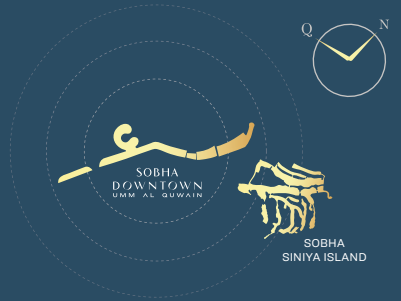 Q N
SOBHA
DOWNTOWN
UMM AL QUWAIN
SOBHA
SINIYA ISLAND